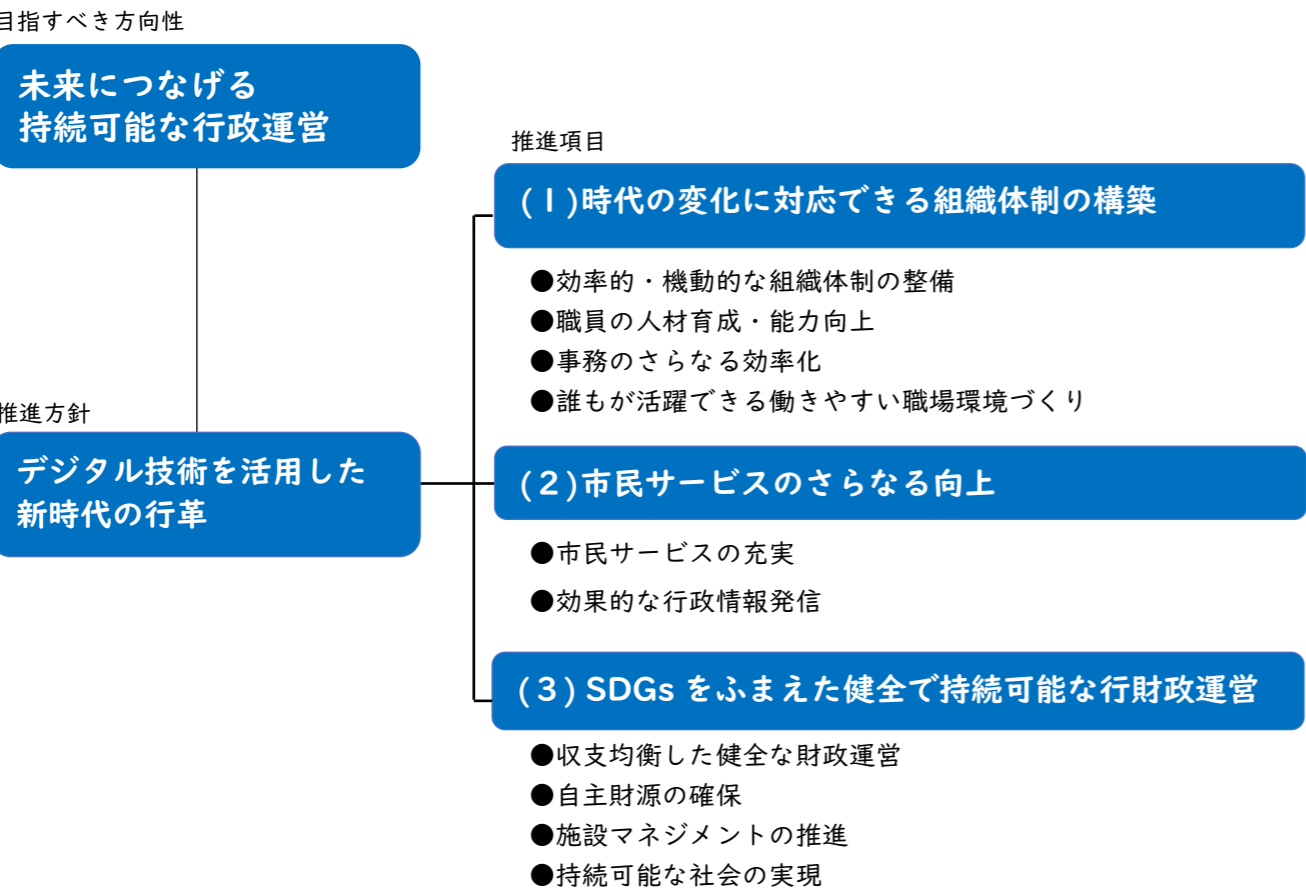 目指すべき方向性
未来につなげる
持続可能な行政運営
推進方針
デジタル技術を活用した
新時代の行革
推進項目
(1)時代の変化に対応できる組織体制の構築
●効率的・機動的な組織体制の整備
●職員の人材育成・能力向上
●事務のさらなる効率化
●誰もが活躍できる働きやすい職場環境づくり
(2)市民サービスのさらなる向上
●市民サービスの充実
●効果的な行政情報発信
(3)SDGs をふまえた健全で持続可能な行財政運営
●収支均衡した健全な財政運営
●自主財源の確保
●施設マネジメントの推進
●持続可能な社会の実現